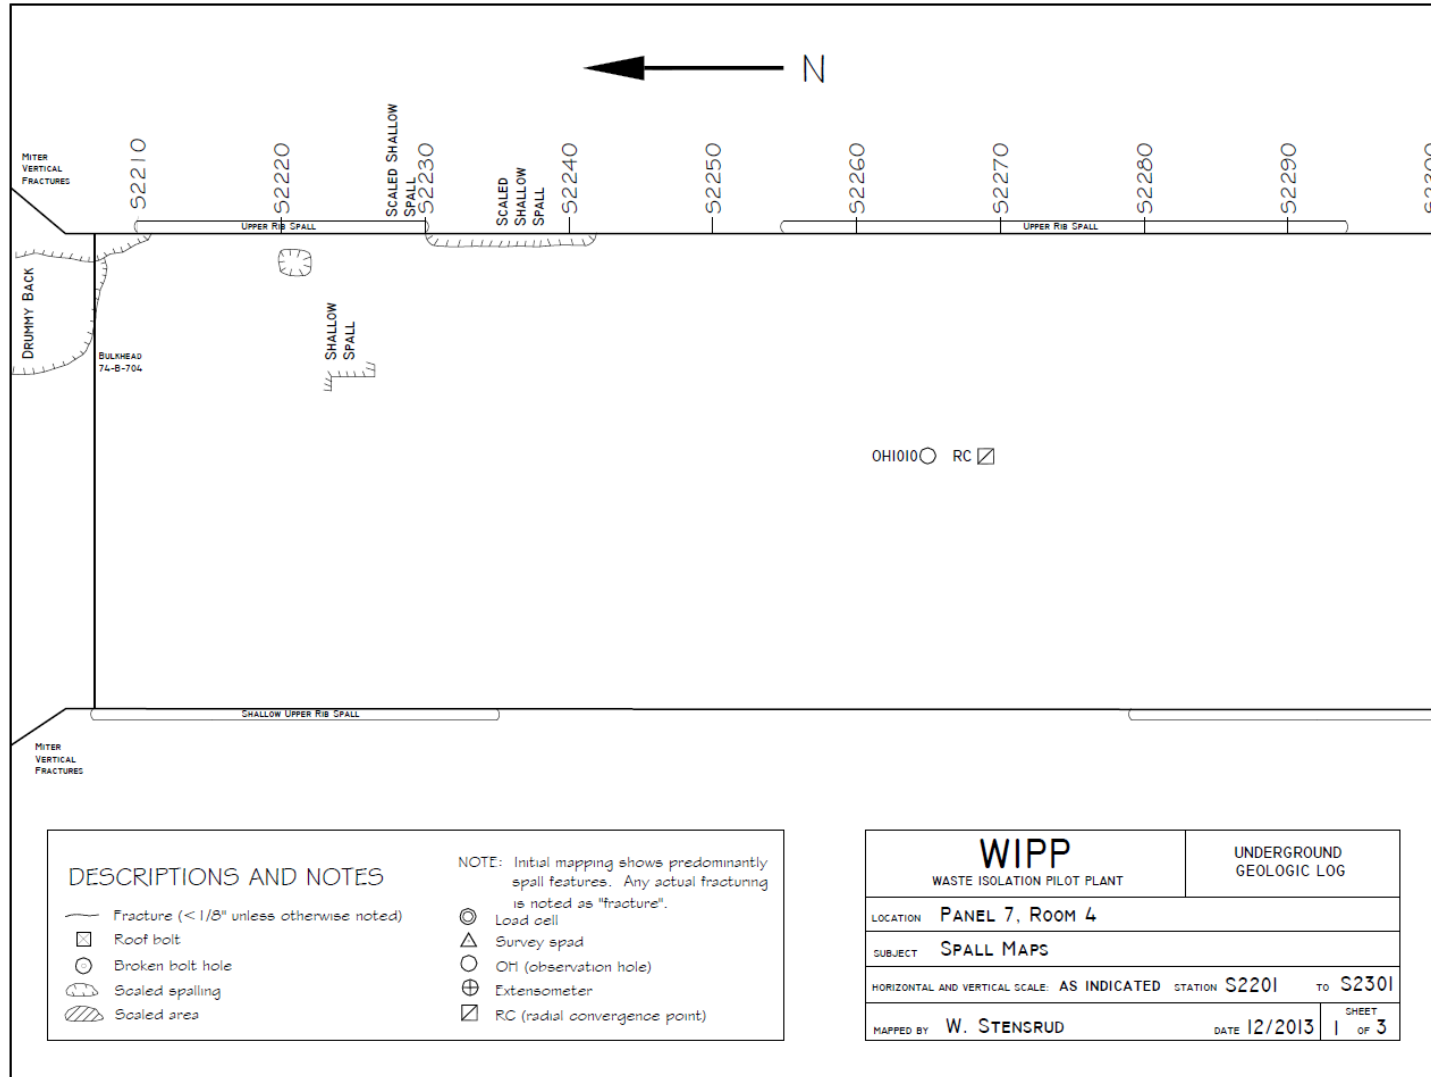 N
MITER
VERTICAL
FRACTURES
S2210
S2220
SCALED SHALLOW
SPALL
S2230
SCALED
SHALLOW
SPALL
S2240
S2250
S2260
S2270
S2280
S2290
S2300
UPPER RIB SPALL
UPPER RIB SPALL
DRUMMY BACK
BULKHEAD
74-B-704
SHALLOW
SPALL
OH1010
RC
SHALLOW UPPER RIB SPALL
MITER
VERTICAL
FRACTURES
DESCRIPTIONS AND NOTES
Fracture (< 1/8" unless otherwise noted)
Roof bolt
Broken bolt hole
Scaled spalling
Scaled area
NOTE: Initial mapping shows predominantly
spall features. Any actual fracturing
is noted as "fracture".
Load cell
Survey spad
OH (observation hole)
Extensometer
RC (radial convergence point)
WIPP
WASTE ISOLATION PILOT PLANT
UNDERGROUND
GEOLOGIC LOG
LOCATION PANEL 7, ROOM 4
SUBJECT SPALL MAPS
HORIZONTAL AND VERTICAL SCALE: AS INDICATED STATION S2201 TO S2301
MAPPED BY W. STENSRUD DATE 12/2013 SHEET 1 OF 3